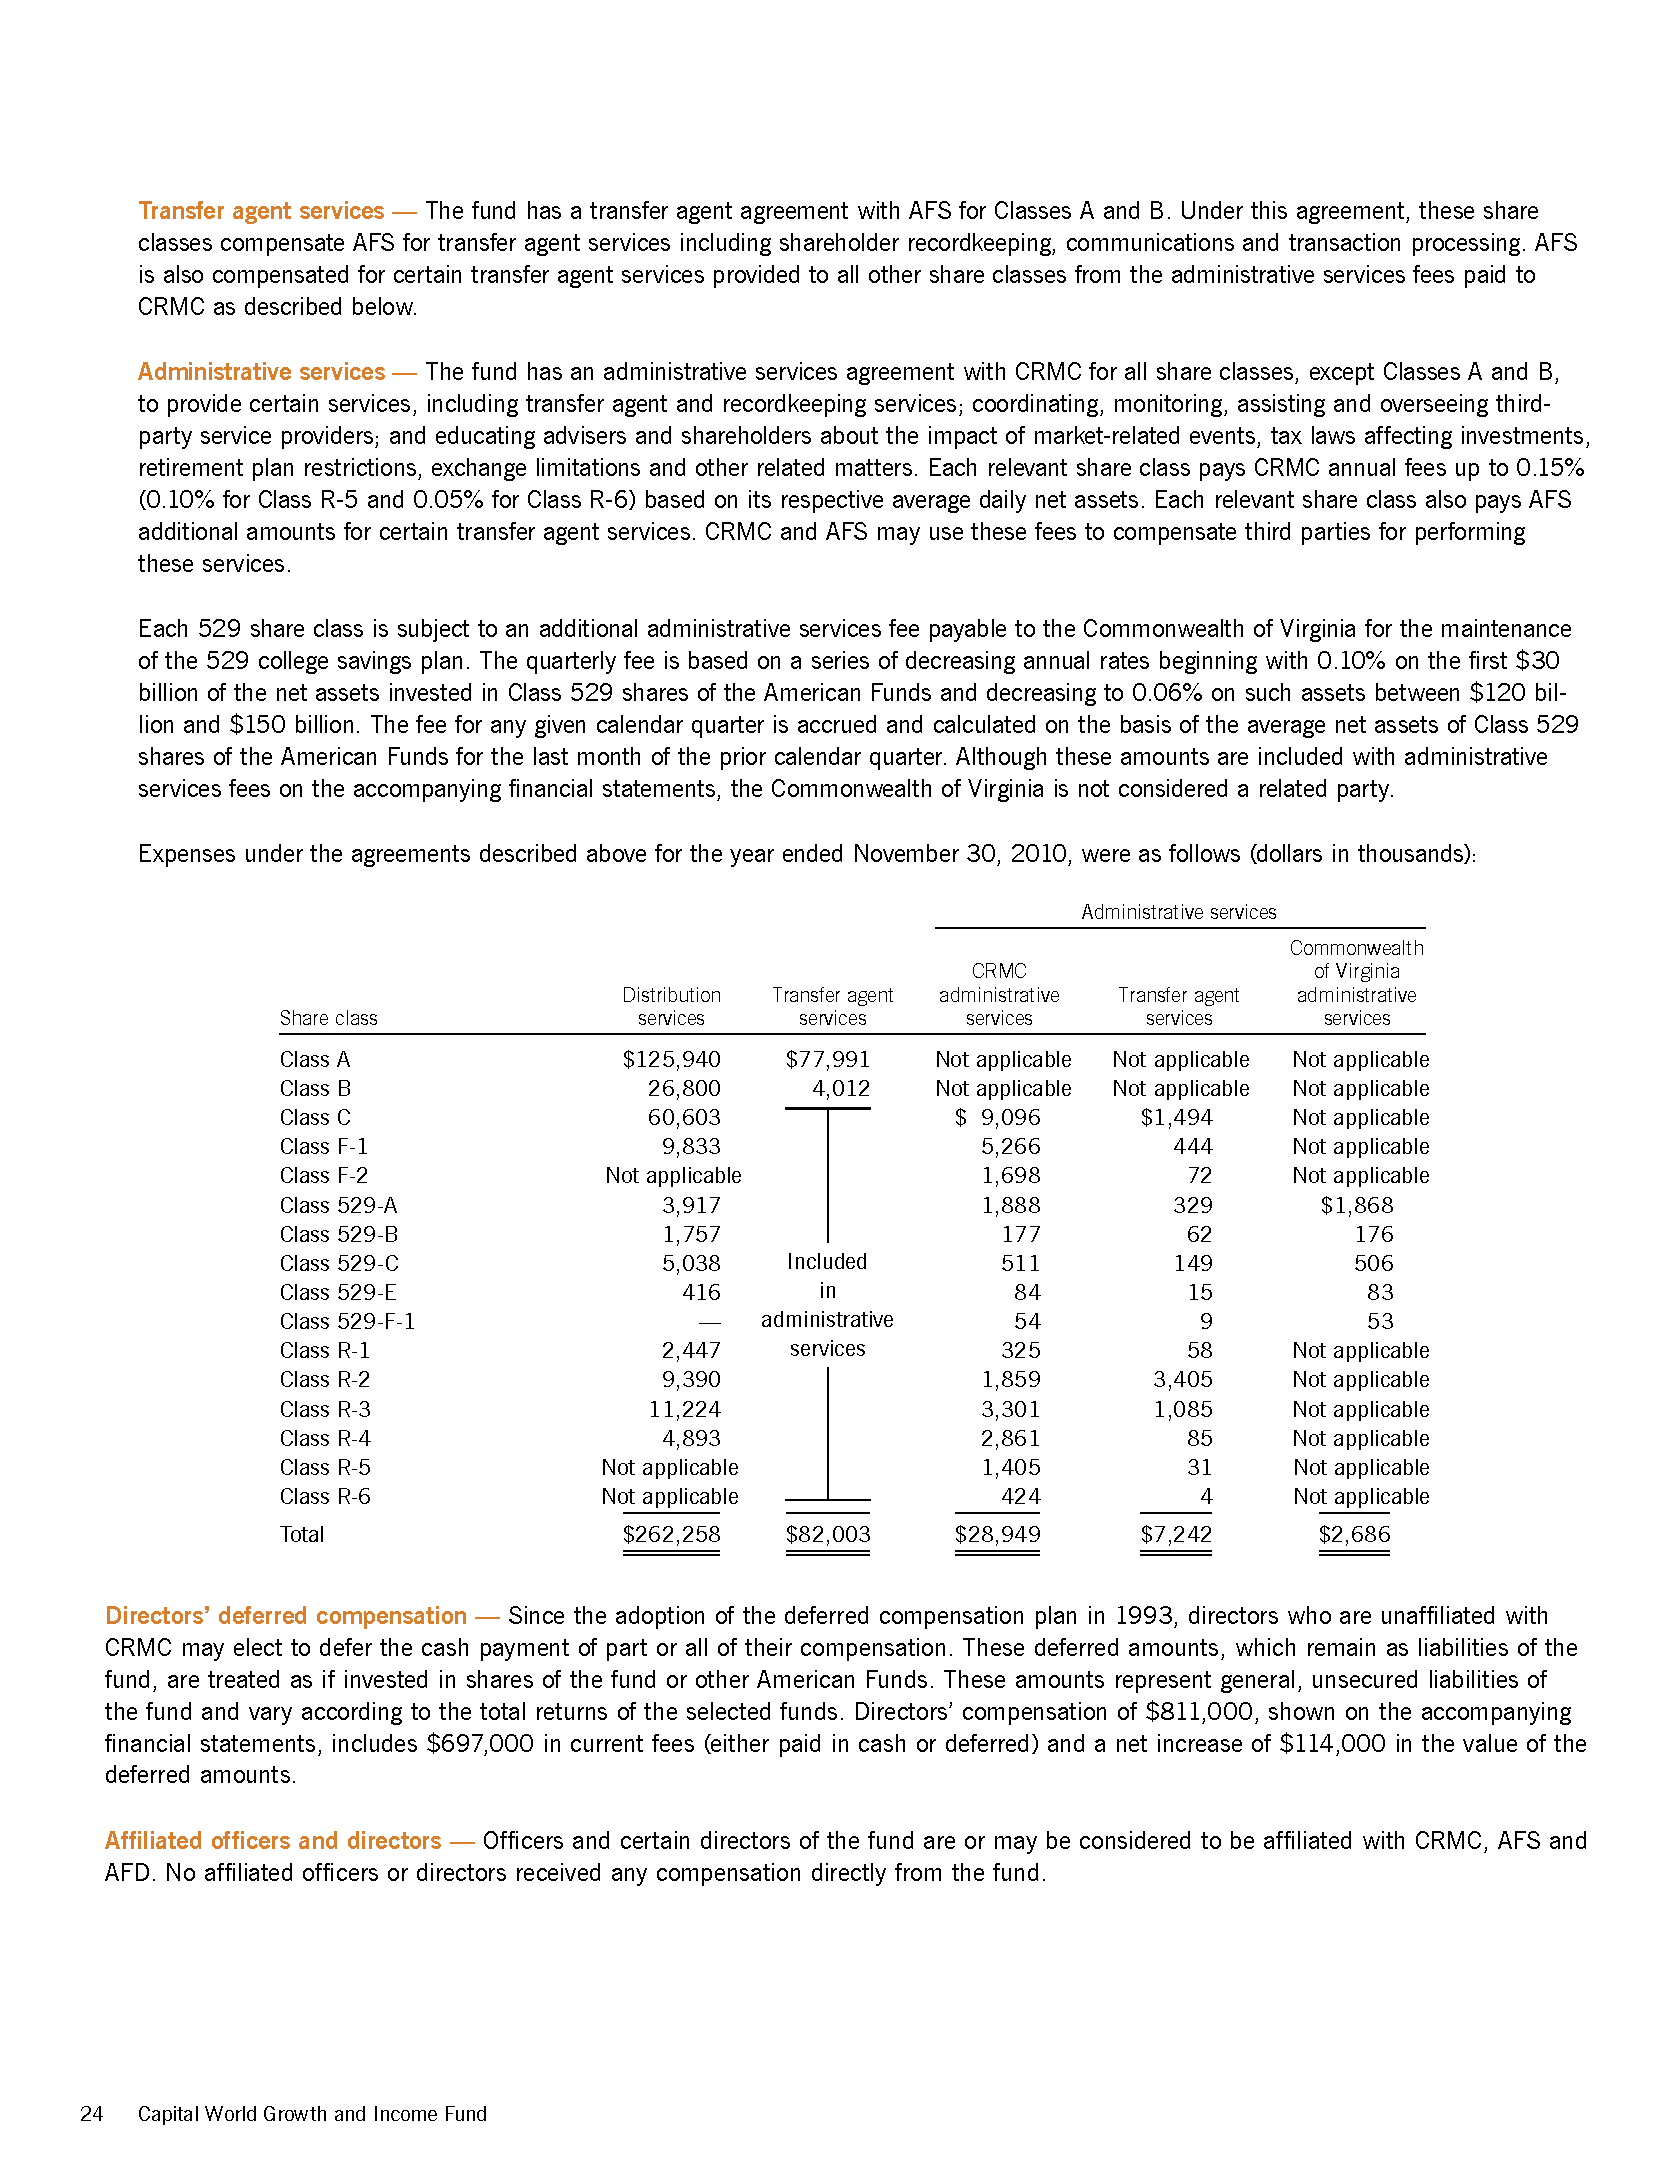 Transfer agent services — The fund has a transfer agent agreement with AFS for Classes A and B. Under this agreement, these share
classes compensate AFS for transfer agent services including shareholder recordkeeping, communications and transaction processing. AFS
is also compensated for certain transfer agent services provided to all other share classes from the administrative services fees paid to
CRMC as described below.
Administrative services — The fund has an administrative services agreement with CRMC for all share classes, except Classes A and B,
to provide certain services, including transfer agent and recordkeeping services; coordinating, monitoring, assisting and overseeing third-
party service providers; and educating advisers and shareholders about the impact of market-related events, tax laws affecting investments,
retirement plan restrictions, exchange limitations and other related matters. Each relevant share class pays CRMC annual fees up to 0.15%
(0.10% for Class R-5 and 0.05% for Class R-6) based on its respective average daily net assets. Each relevant share class also pays AFS
additional amounts for certain transfer agent services. CRMC and AFS may use these fees to compensate third parties for performing
these services.
Each 529 share class is subject to an additional administrative services fee payable to the Commonwealth of Virginia for the maintenance
of the 529 college savings plan. The quarterly fee is based on a series of decreasing annual rates beginning with 0.10% on the first $30
billion of the net assets invested in Class 529 shares of the American Funds and decreasing to 0.06% on such assets between $120 bil-
lion and $150 billion. The fee for any given calendar quarter is accrued and calculated on the basis of the average net assets of Class 529
shares of the American Funds for the last month of the prior calendar quarter. Although these amounts are included with administrative
services fees on the accompanying financial statements, the Commonwealth of Virginia is not considered a related party.
Expenses under the agreements described above for the year ended November 30, 2010, were as follows (dollars in thousands):
Administrative services
Commonwealth
CRMC of Virginia
Distribution Transfer agent administrative Transfer agent administrative
Share class services services services services services
Class A $125,940 $77,991 Not applicable Not applicable Not applicable
Class B 26,800 4,012 Not applicable Not applicable Not applicable
Class C 60,603 $ 9,096 $1,494 Not applicable
Class F-1 9,833 5,266 444 Not applicable
Class F-2 Not applicable 1,698 72 Not applicable
Class 529-A 3,917 1,888 329 $1,868
Class 529-B 1,757 177 62 176
Class 529-C 5,038 Included 511 149 506
Class 529-E 416 in 84 15 83
Class 529-F-1 — administrative 54 9 53
Class R-1 2,447 services 325 58 Not applicable
Class R-2 9,390 1,859 3,405 Not applicable
Class R-3 11,224 3,301 1,085 Not applicable
Class R-4 4,893 2,861 85 Not applicable
Class R-5 Not applicable 1,405 31 Not applicable
Class R-6 Not applicable 424 4 Not applicable
Total $262,258 $82,003 $28,949 $7,242 $2,686
Directors’ deferred compensation — Since the adoption of the deferred compensation plan in 1993, directors who are unaffiliated with
CRMC may elect to defer the cash payment of part or all of their compensation. These deferred amounts, which remain as liabilities of the
fund, are treated as if invested in shares of the fund or other American Funds. These amounts represent general, unsecured liabilities of
the fund and vary according to the total returns of the selected funds. Directors’ compensation of $811,000, shown on the accompanying
financial statements, includes $697,000 in current fees (either paid in cash or deferred) and a net increase of $114,000 in the value of the
deferred amounts.
Affiliated officers and directors — Officers and certain directors of the fund are or may be considered to be affiliated with CRMC, AFS and
AFD. No affiliated officers or directors received any compensation directly from the fund.
24 Capital World Growth and Income Fund